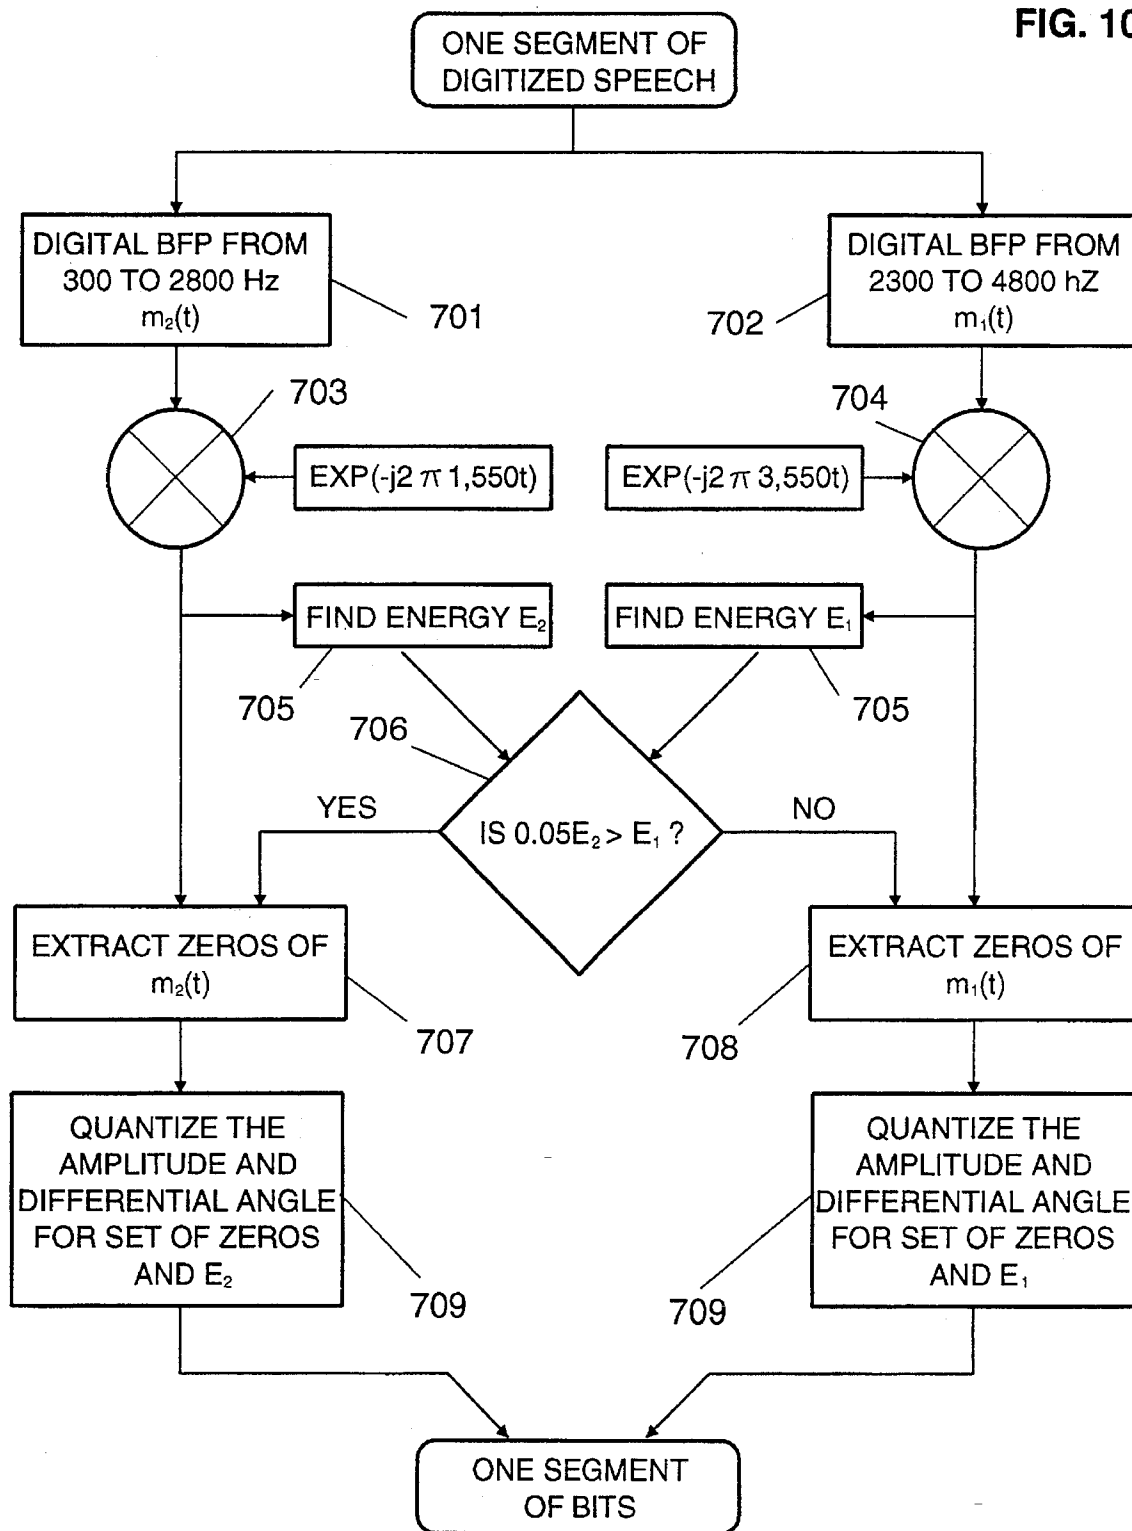 FIG. 10
ONE SEGMENT OF
DIGITIZED SPEECH
DIGITAL BFP FROM
300 TO 2800 Hz
m₂(t)
701
DIGITAL BFP FROM
2300 TO 4800 hZ
m₁(t)
702
703
704
EXP(-j2 π 1,550t)
EXP(-j2 π 3,550t)
FIND ENERGY E₂
FIND ENERGY E₁
705
705
706
YES
IS 0.05E₂ > E₁ ?
NO
EXTRACT ZEROS OF
m₂(t)
EXTRACT ZEROS OF
m₁(t)
707
708
QUANTIZE THE
AMPLITUDE AND
DIFFERENTIAL ANGLE
FOR SET OF ZEROS
AND E₂
QUANTIZE THE
AMPLITUDE AND
DIFFERENTIAL ANGLE
FOR SET OF ZEROS
AND E₁
709
709
ONE SEGMENT
OF BITS